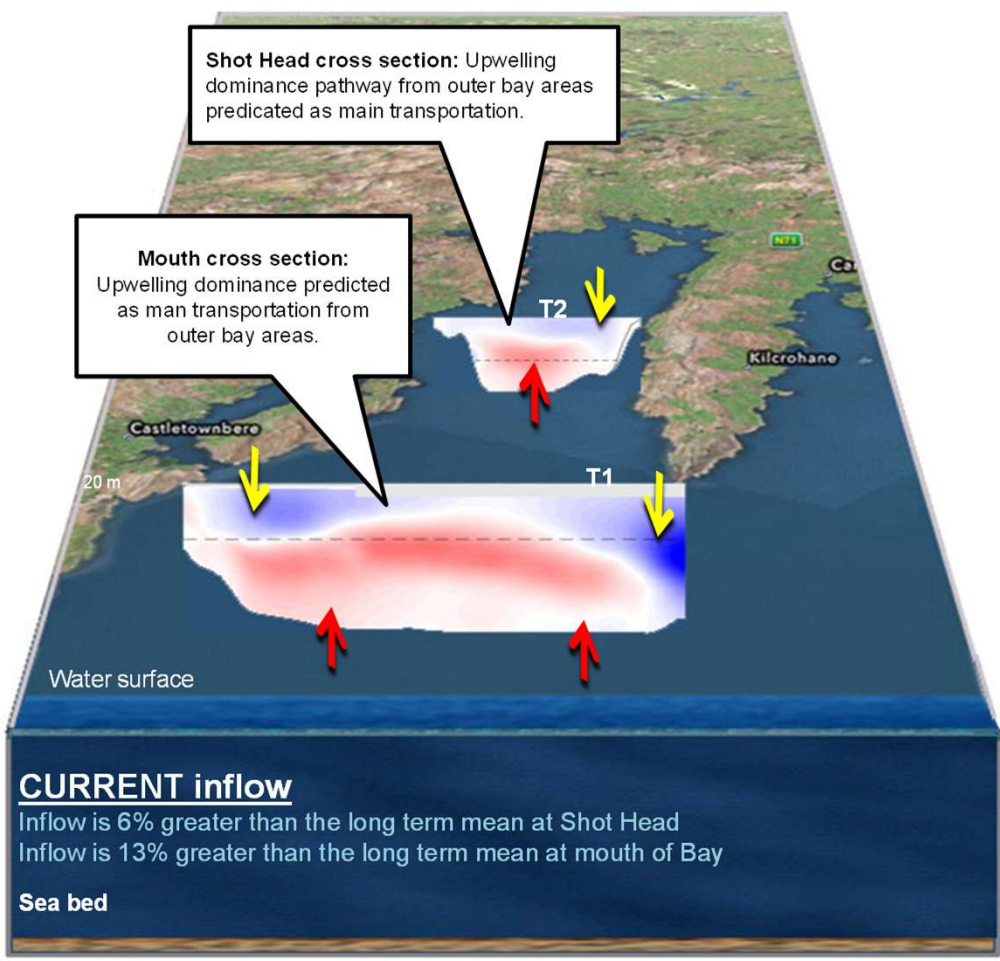 Shot Head cross section: Upwelling
dominance pathway from outer bay areas
predicated as main transportation.
Mouth cross section:
Upwelling dominance predicted
as man transportation from
outer bay areas.
N71
Ca
T2
Kilcrohane
Castletownbere
20 m
T1
Water surface
CURRENT inflow
Inflow is 6% greater than the long term mean at Shot Head
Inflow is 13% greater than the long term mean at mouth of Bay
Sea bed